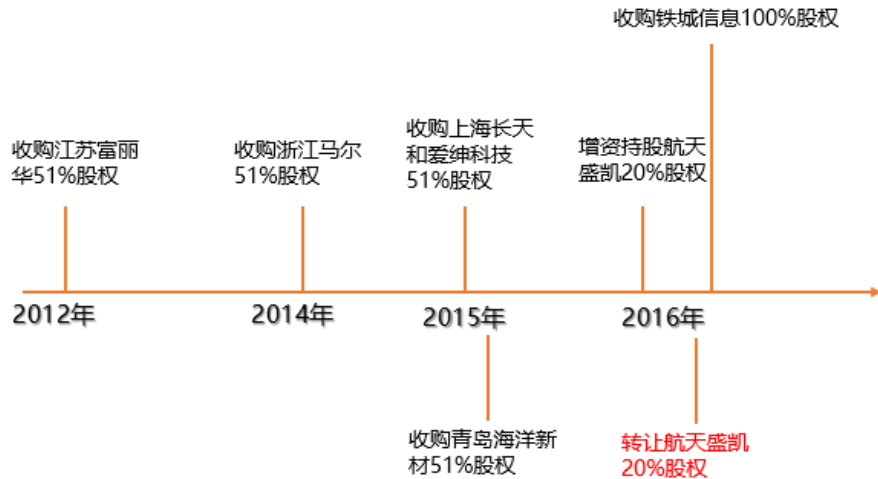 收购铁城信息100%股权
收购江苏富丽
华51%股权
收购浙江马尔
51%股权
收购上海长天
和爱绅科技
51%股权
增资持股航天
盛凯20%股权
2012年
2014年
2015年
2016年
收购青岛海洋新
材51%股权
转让航天盛凯
20%股权